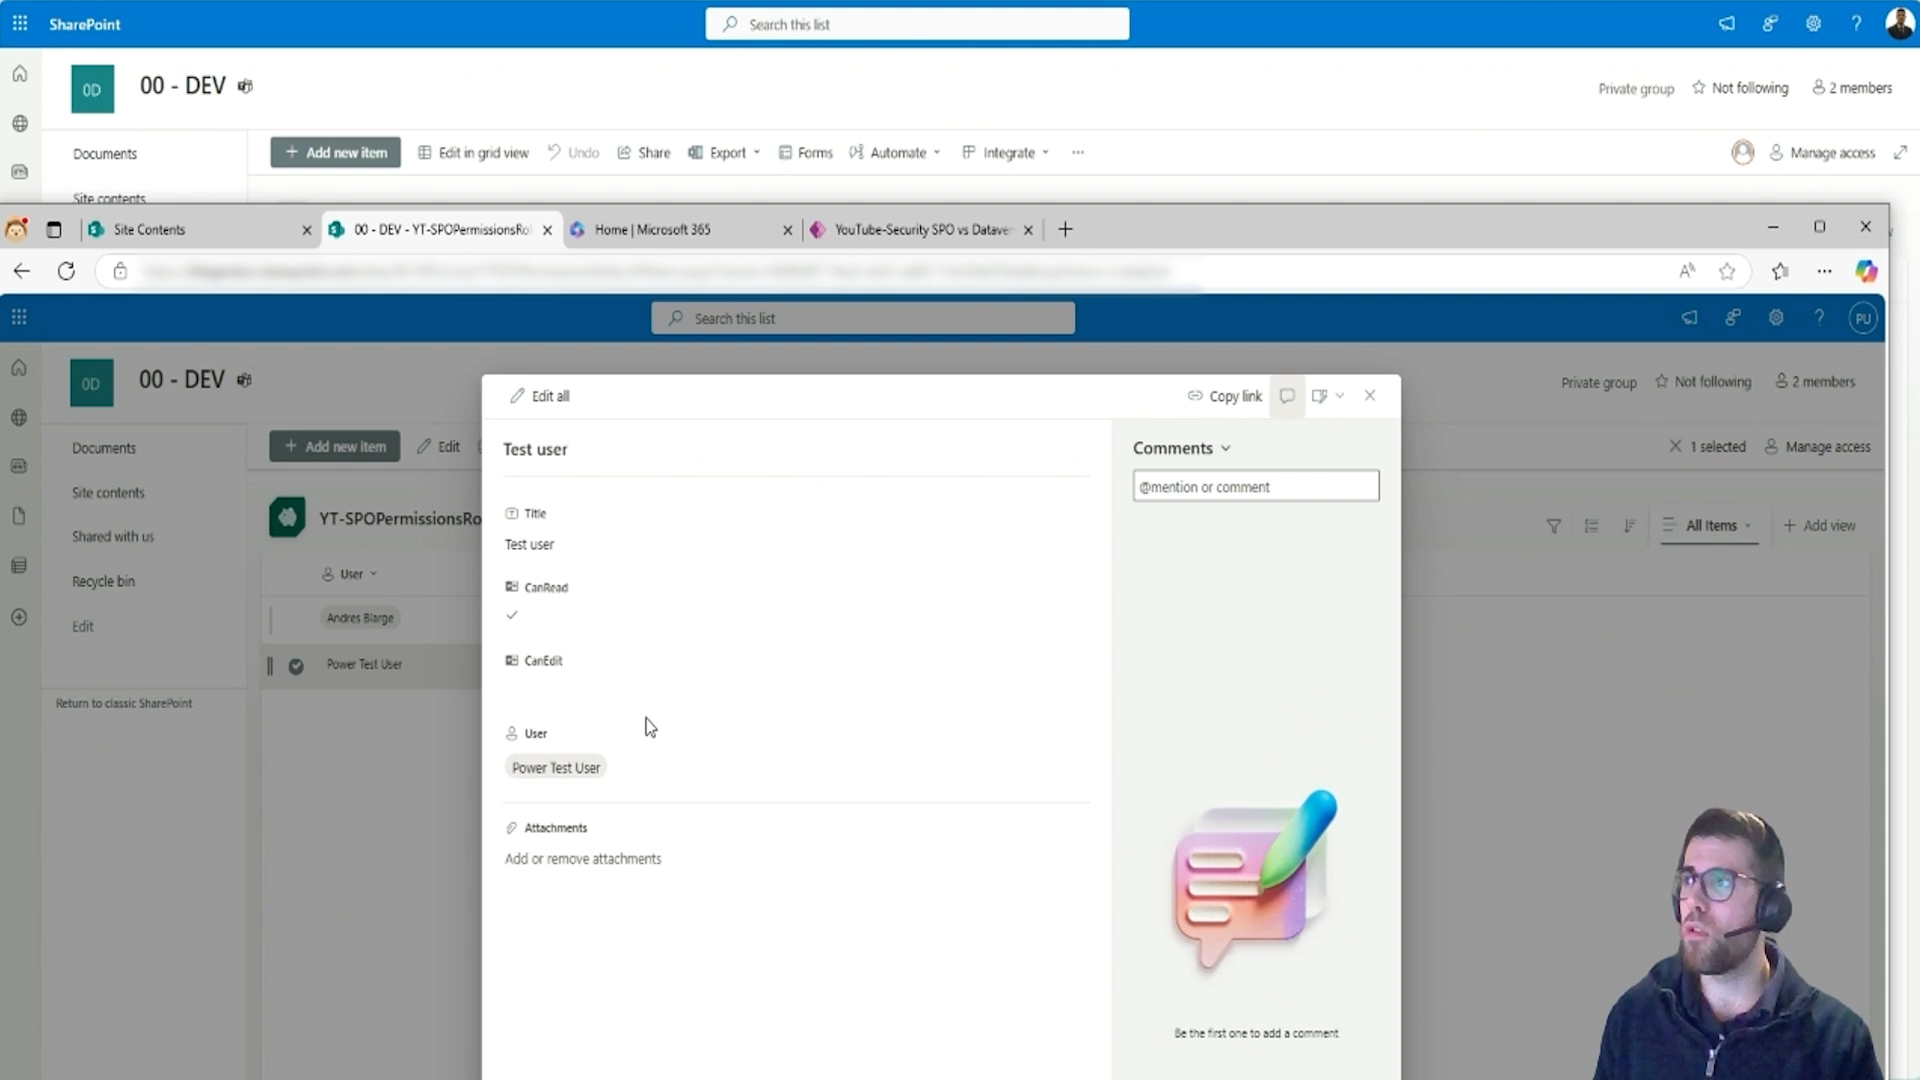 SharePoint
Search this list
0D
00 - DEV
Private group
Not following
2 members
Documents
Add new item
Edit in grid view
Undo
Share
Export
Forms
Automate
Integrate
Manage access
Site contents
Site Contents
00 - DEV - YT-SPOPermissionsRo
Home | Microsoft 365
YouTube-Security SPO vs Dataver
Search this list
PU
0D
00 - DEV
Private group
Not following
2 members
Edit all
Copy link
Documents
Add new item
Edit
Test user
Comments
1 selected
Manage access
@mention or comment
Site contents
YT-SPOPermissionsRo
Title
All Items
Add view
Shared with us
Test user
User
Recycle bin
CanRead
Andres Blarge
Edit
CanEdit
Power Test User
Return to classic SharePoint
User
Power Test User
Attachments
Add or remove attachments
Be the first one to add a comment